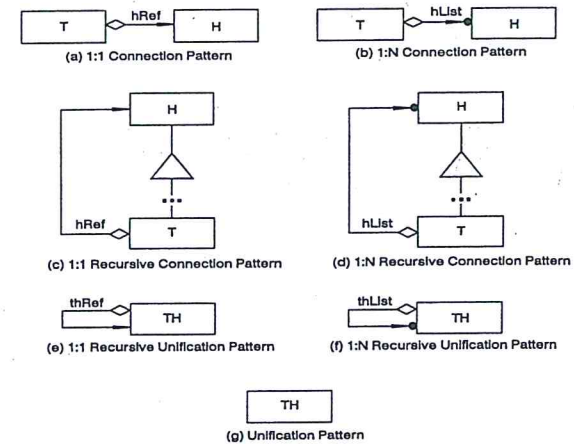 T hRef H
(a) 1:1 Connection Pattern
T hList H
(b) 1:N Connection Pattern
H
hRef
T
(c) 1:1 Recursive Connection Pattern
H
hList
T
(d) 1:N Recursive Connection Pattern
thRef
TH
(e) 1:1 Recursive Unification Pattern
thList
TH
(f) 1:N Recursive Unification Pattern
TH
(g) Unification Pattern